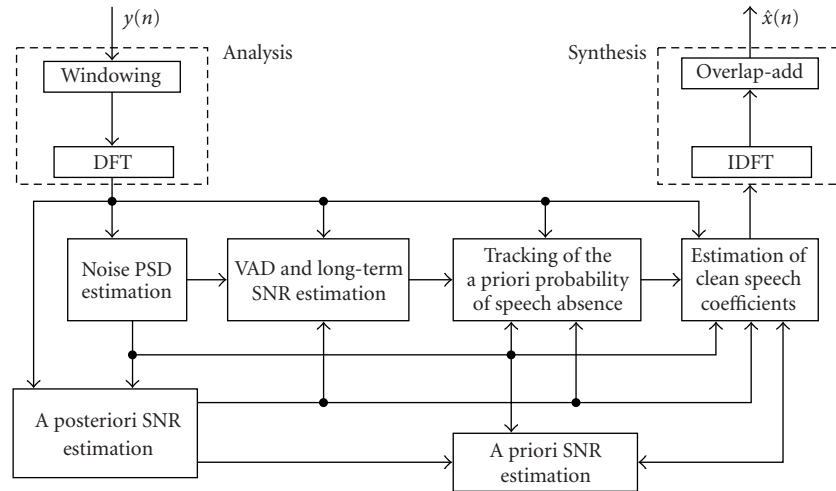 y(n)
x̂(n)
Analysis
Synthesis
Windowing
Overlap-add
DFT
IDFT
Noise PSD
estimation
VAD and long-term
SNR estimation
Tracking of the
a priori probability
of speech absence
Estimation of
clean speech
coefficients
A posteriori SNR
estimation
A priori SNR
estimation